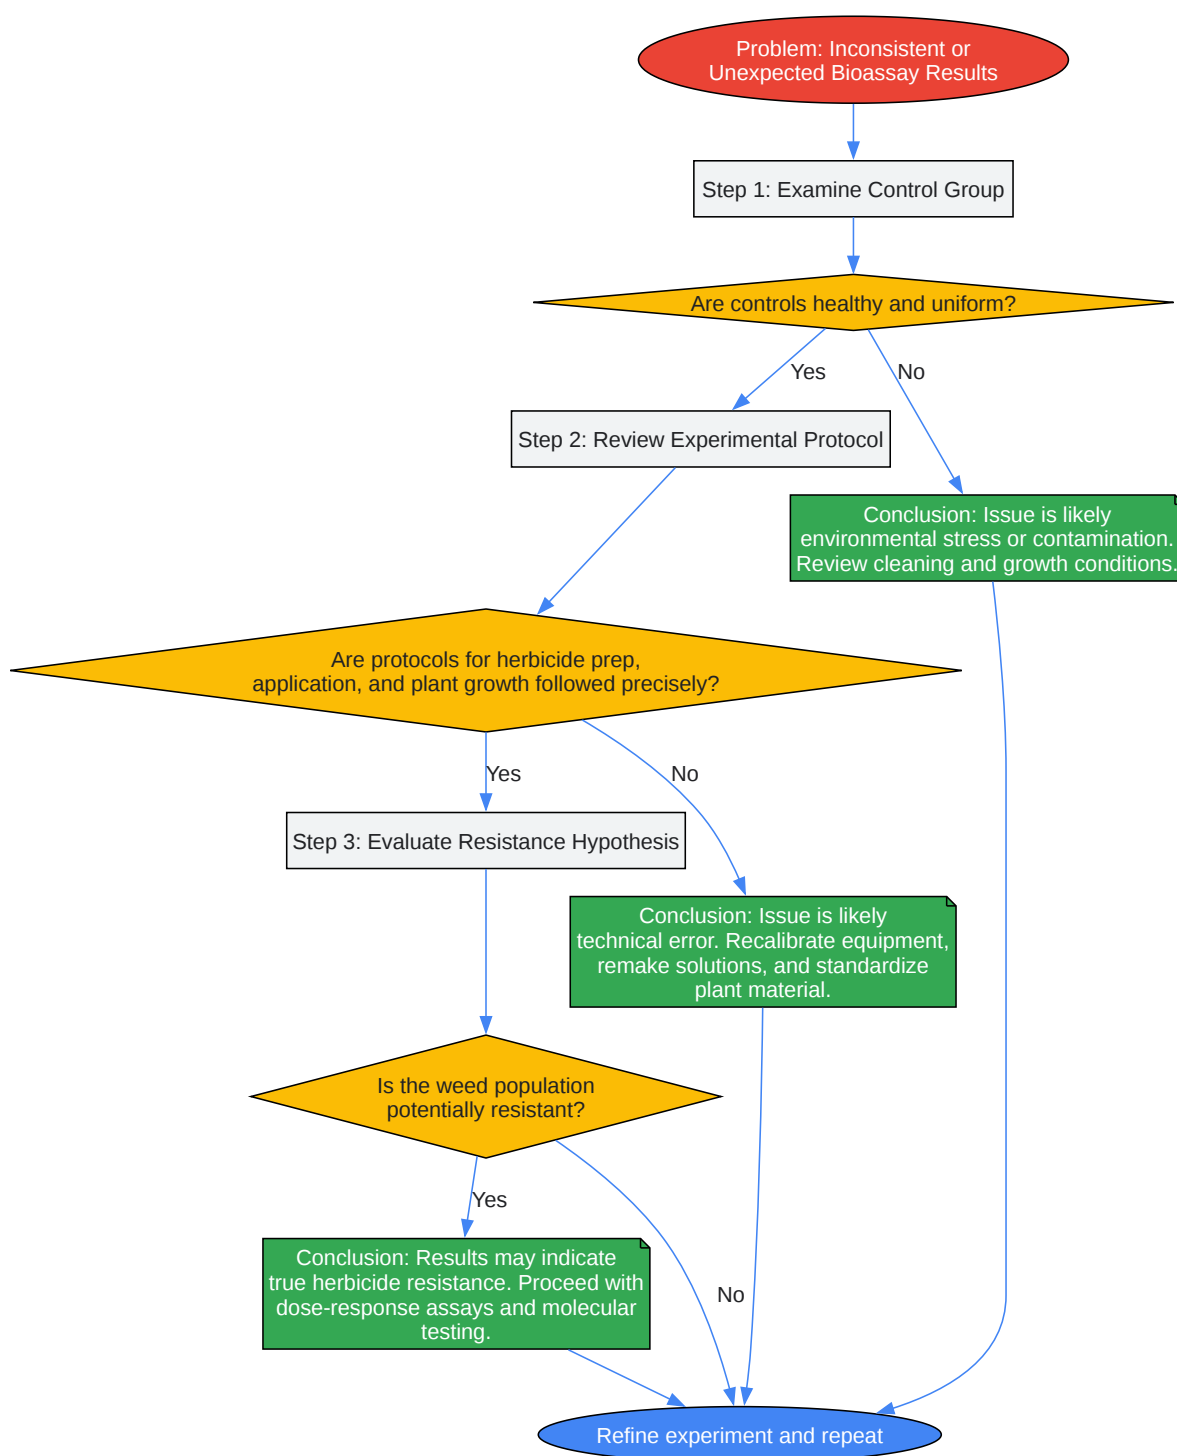 Problem: Inconsistent or
Unexpected Bioassay Results
Step 1: Examine Control Group
Are controls healthy and uniform?
Yes
No
Step 2: Review Experimental Protocol
Conclusion: Issue is likely
environmental stress or contamination.
Review cleaning and growth conditions.
Are protocols for herbicide prep,
application, and plant growth followed precisely?
Yes
No
Step 3: Evaluate Resistance Hypothesis
Conclusion: Issue is likely
technical error. Recalibrate equipment,
remake solutions, and standardize
plant material.
Is the weed population
potentially resistant?
Yes
No
Conclusion: Results may indicate
true herbicide resistance. Proceed with
dose-response assays and molecular
testing.
Refine experiment and repeat